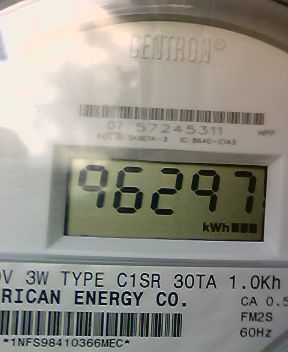 CENTRON®
07 57245311
HPP
96297
kWh
V 3W TYPE C1SR 30TA 1.0Kh
RICAN ENERGY CO.
CA 0.5
FM2S
60Hz
*1NFS98410366MEC*